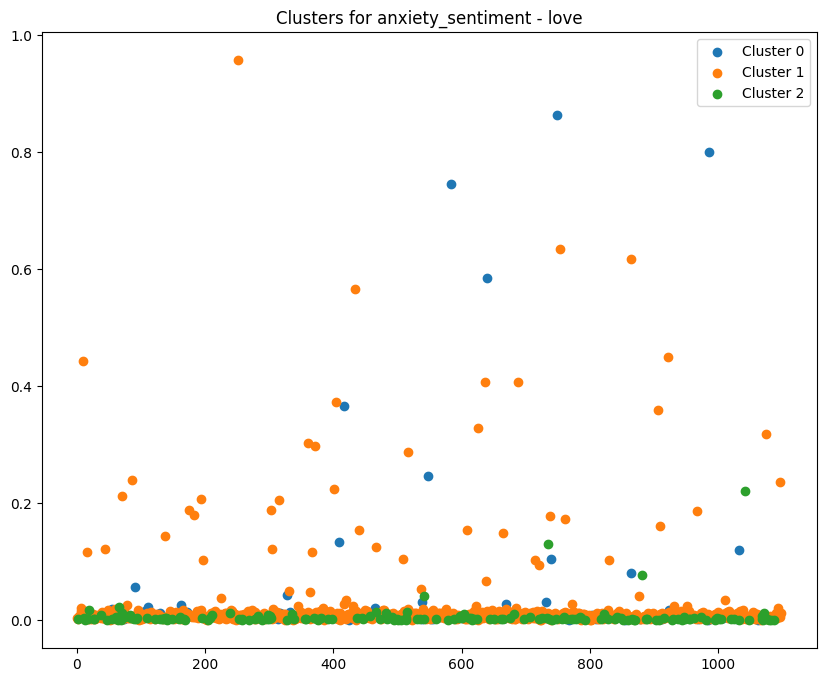 Clusters for anxiety_sentiment - love
Cluster 0
Cluster 1
Cluster 2
1.0
0.8
0.6
0.4
0.2
0.0
0 200 400 600 800 1000